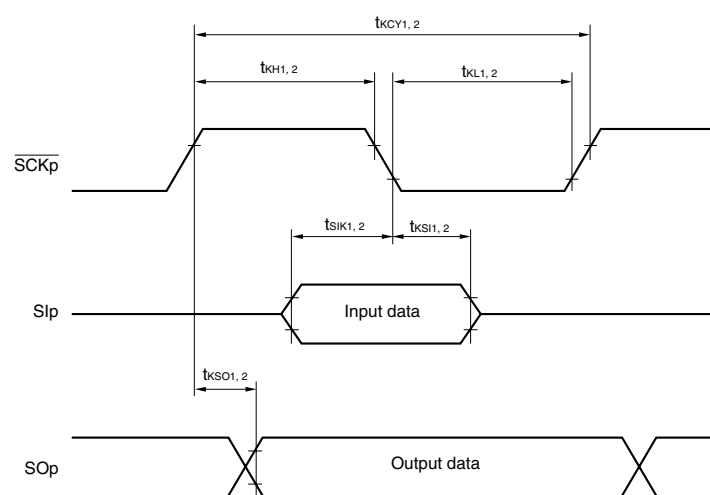 tKCY1, 2
tKH1, 2
tKL1, 2
SCKp
tSIK1, 2
tKSI1, 2
SIp
Input data
tKSO1, 2
SOp
Output data